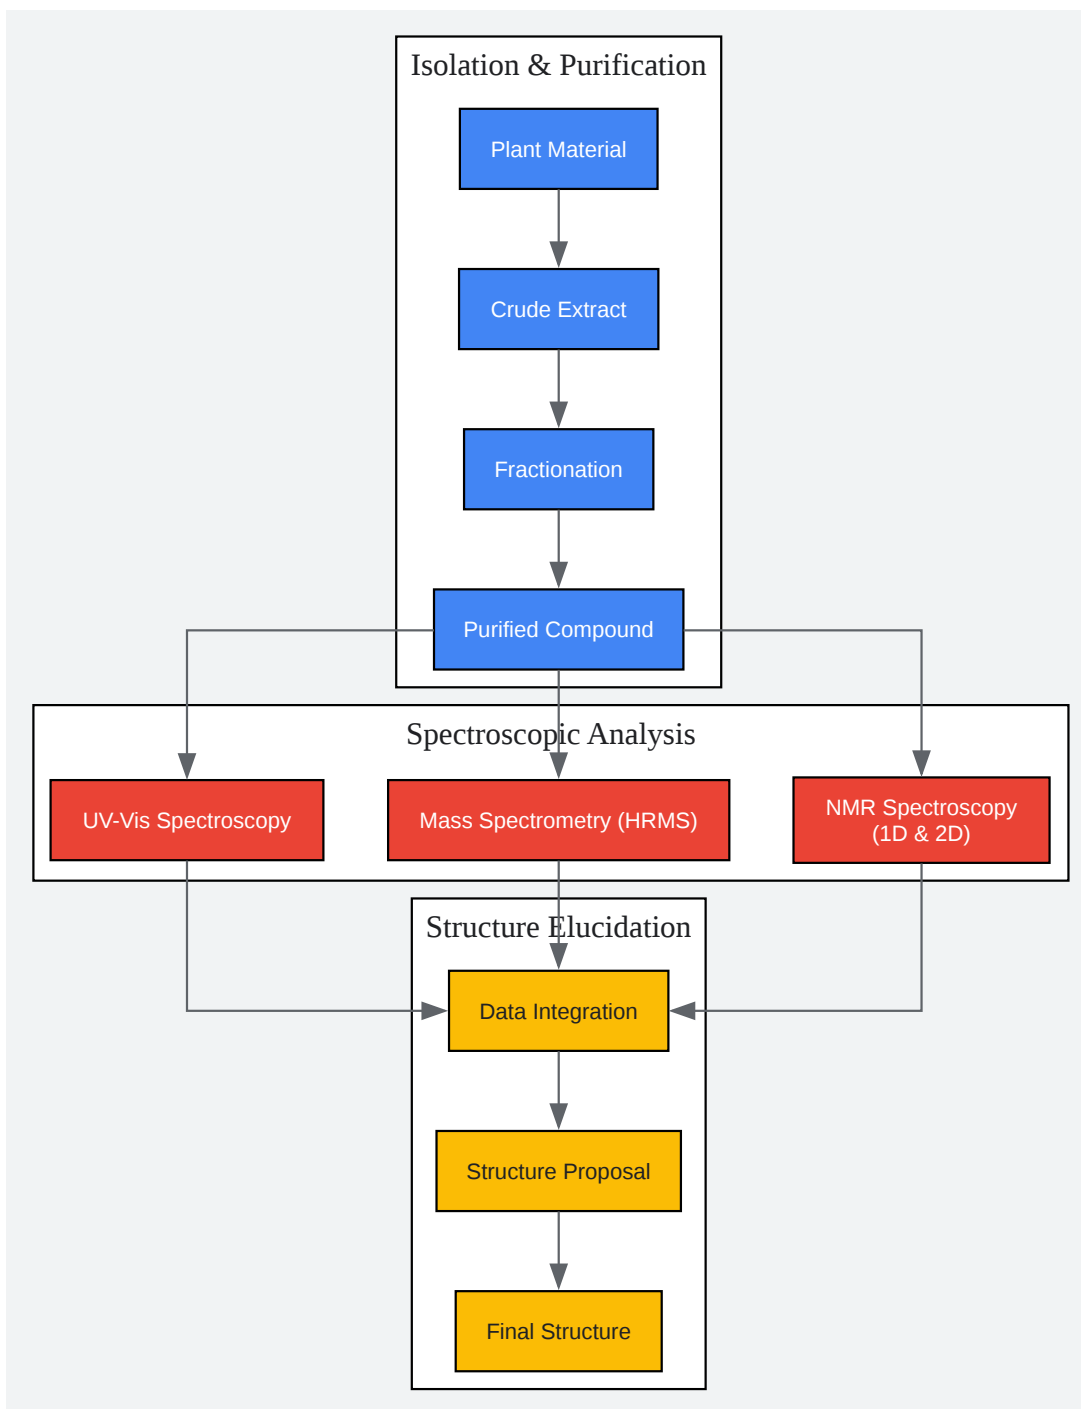 Isolation & Purification
Plant Material
Crude Extract
Fractionation
Purified Compound
Spectroscopic Analysis
UV-Vis Spectroscopy
Mass Spectrometry (HRMS)
NMR Spectroscopy
(1D & 2D)
Structure Elucidation
Data Integration
Structure Proposal
Final Structure